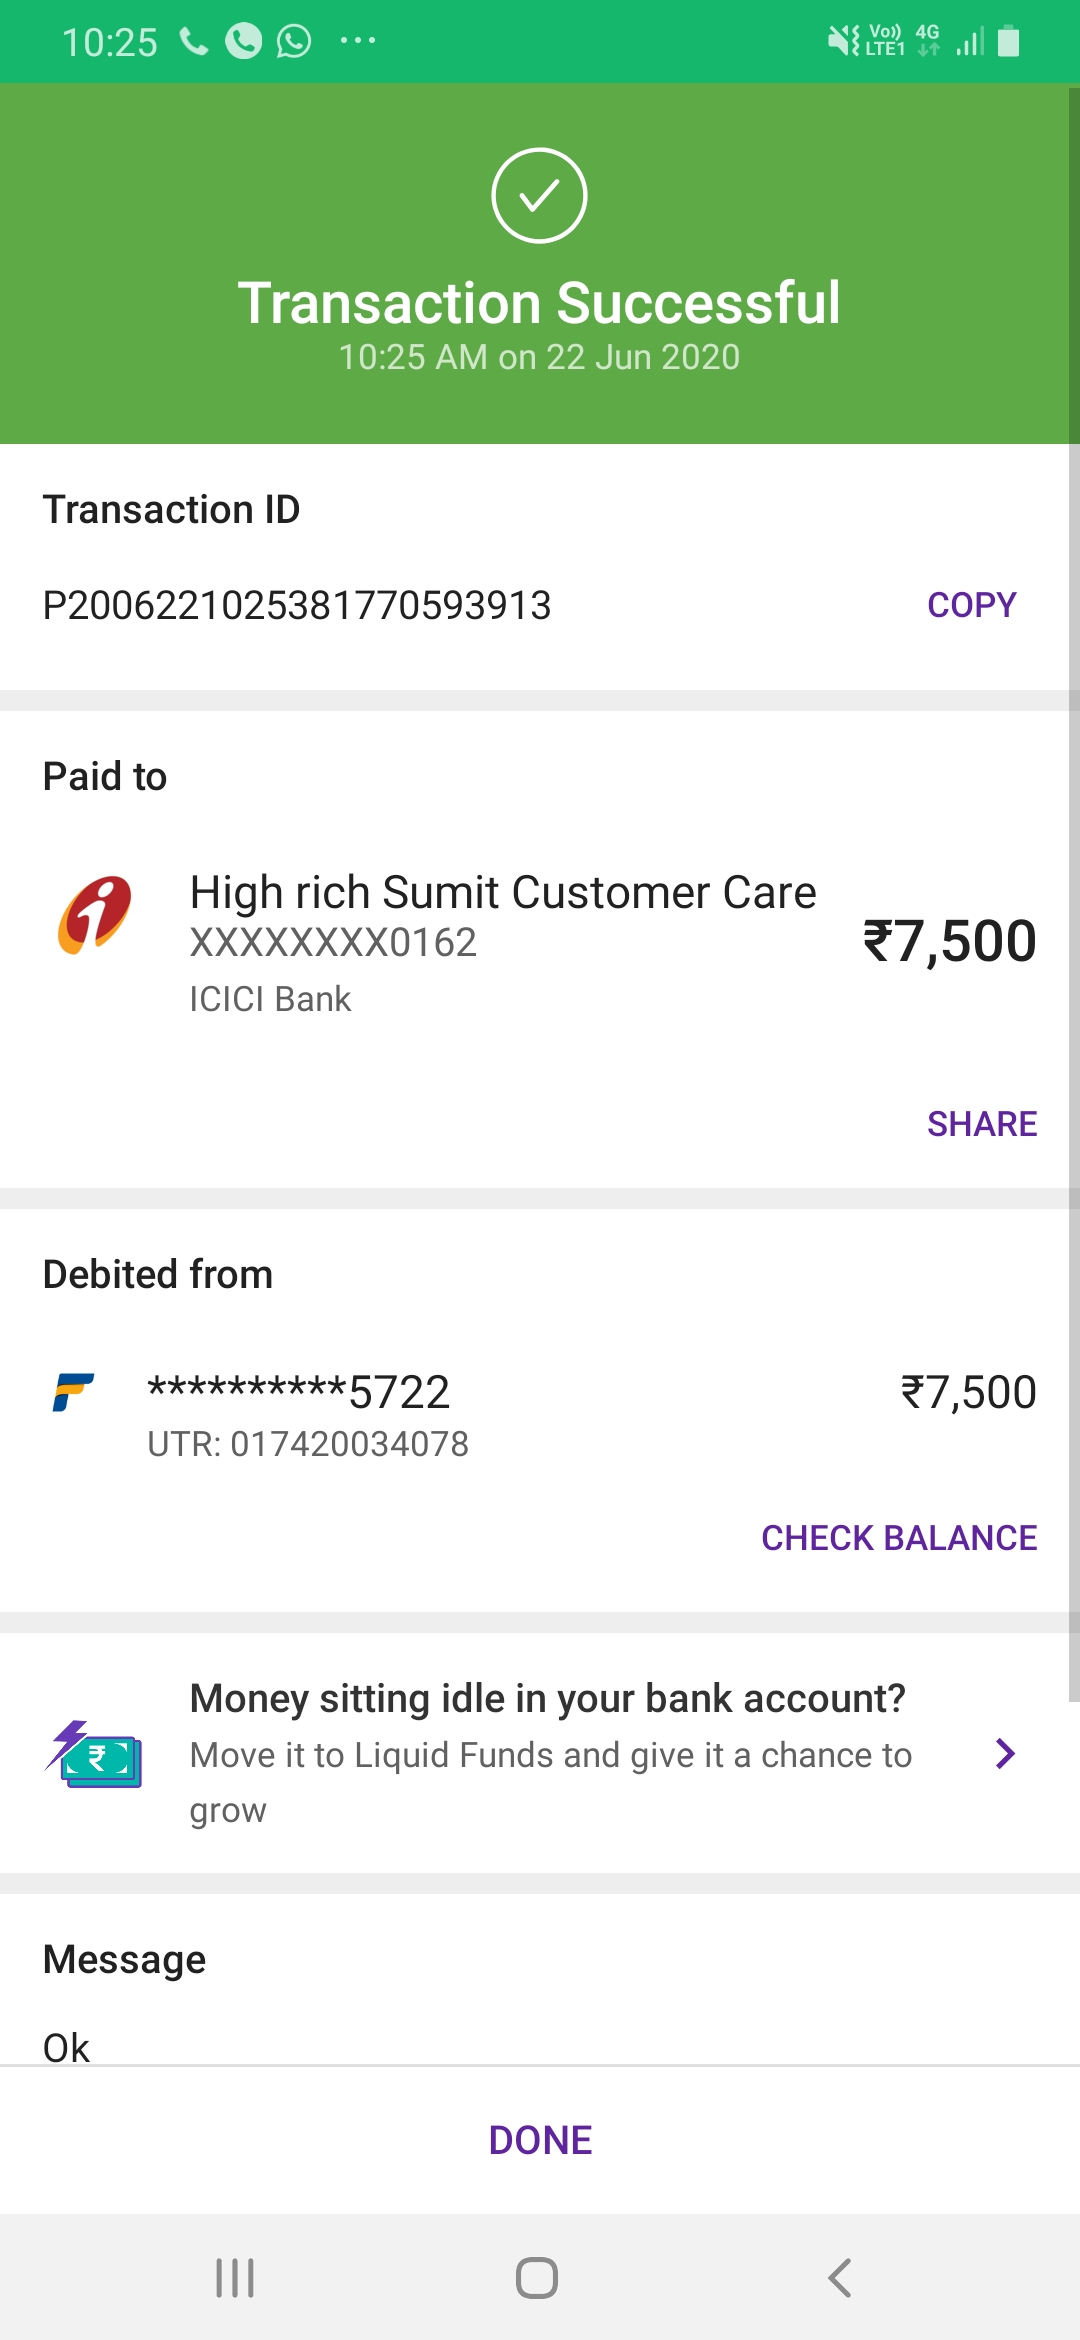 10:25
Vo)) 4G
LTE1
Transaction Successful
10:25 AM on 22 Jun 2020
Transaction ID
P2006221025381770593913 COPY
Paid to
High rich Sumit Customer Care
XXXXXXXX0162 ₹7,500
ICICI Bank
SHARE
Debited from
**********5722 ₹7,500
UTR: 017420034078
CHECK BALANCE
Money sitting idle in your bank account?
Move it to Liquid Funds and give it a chance to
grow
Message
Ok
DONE